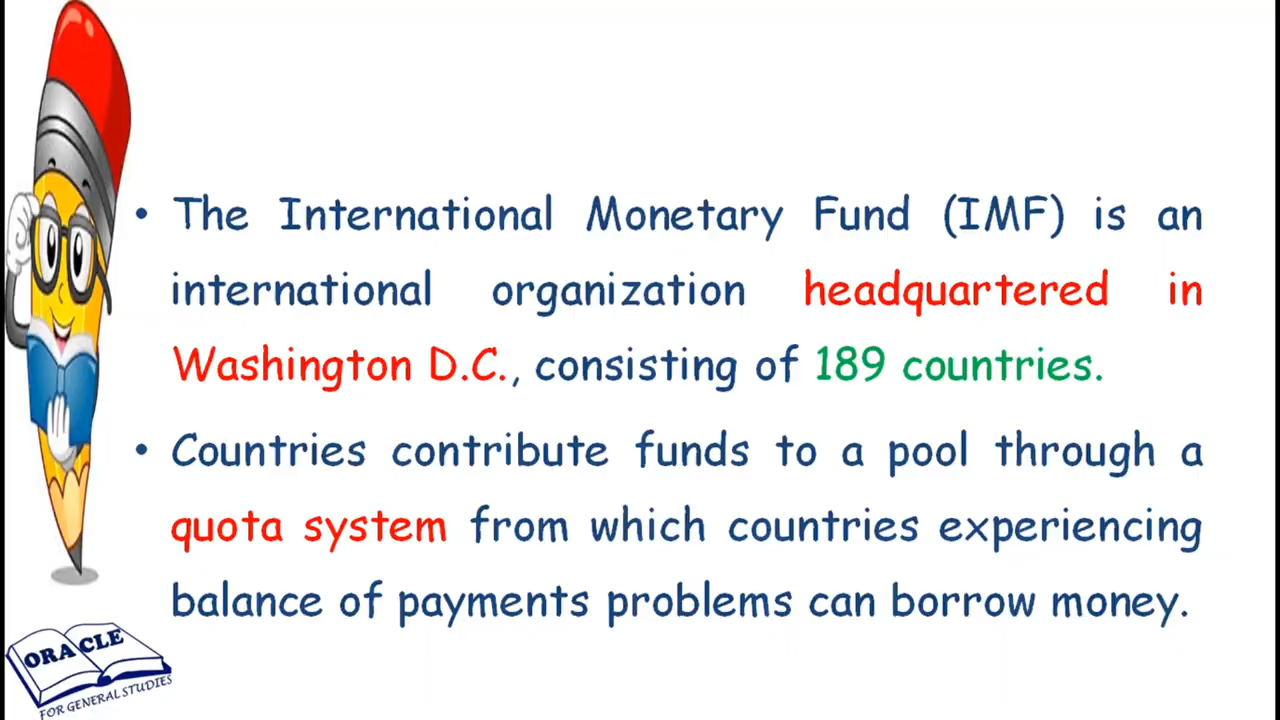 • The International Monetary Fund (IMF) is an
international organization headquartered in
Washington D.C., consisting of 189 countries.
• Countries contribute funds to a pool through a
quota system from which countries experiencing
balance of payments problems can borrow money.
ORACLE
FOR GENERAL STUDIES